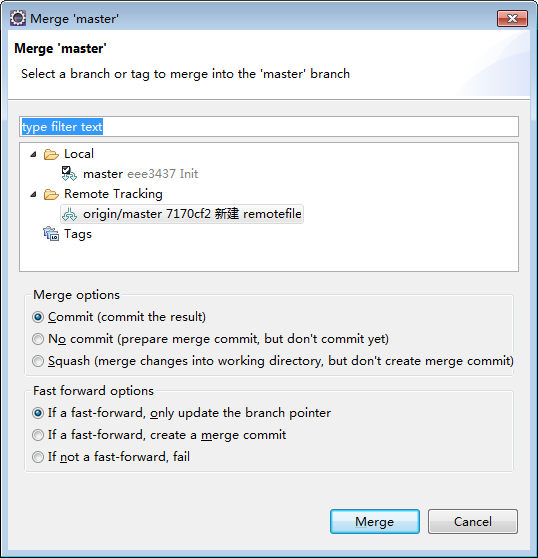 Merge 'master'
Merge 'master'
Select a branch or tag to merge into the 'master' branch
type filter text
Local
master eee3437 Init
Remote Tracking
origin/master 7170cf2 新建 remotefile
Tags
Merge options
Commit (commit the result)
No commit (prepare merge commit, but don't commit yet)
Squash (merge changes into working directory, but don't create merge commit)
Fast forward options
If a fast-forward, only update the branch pointer
If a fast-forward, create a merge commit
If not a fast-forward, fail
Merge
Cancel